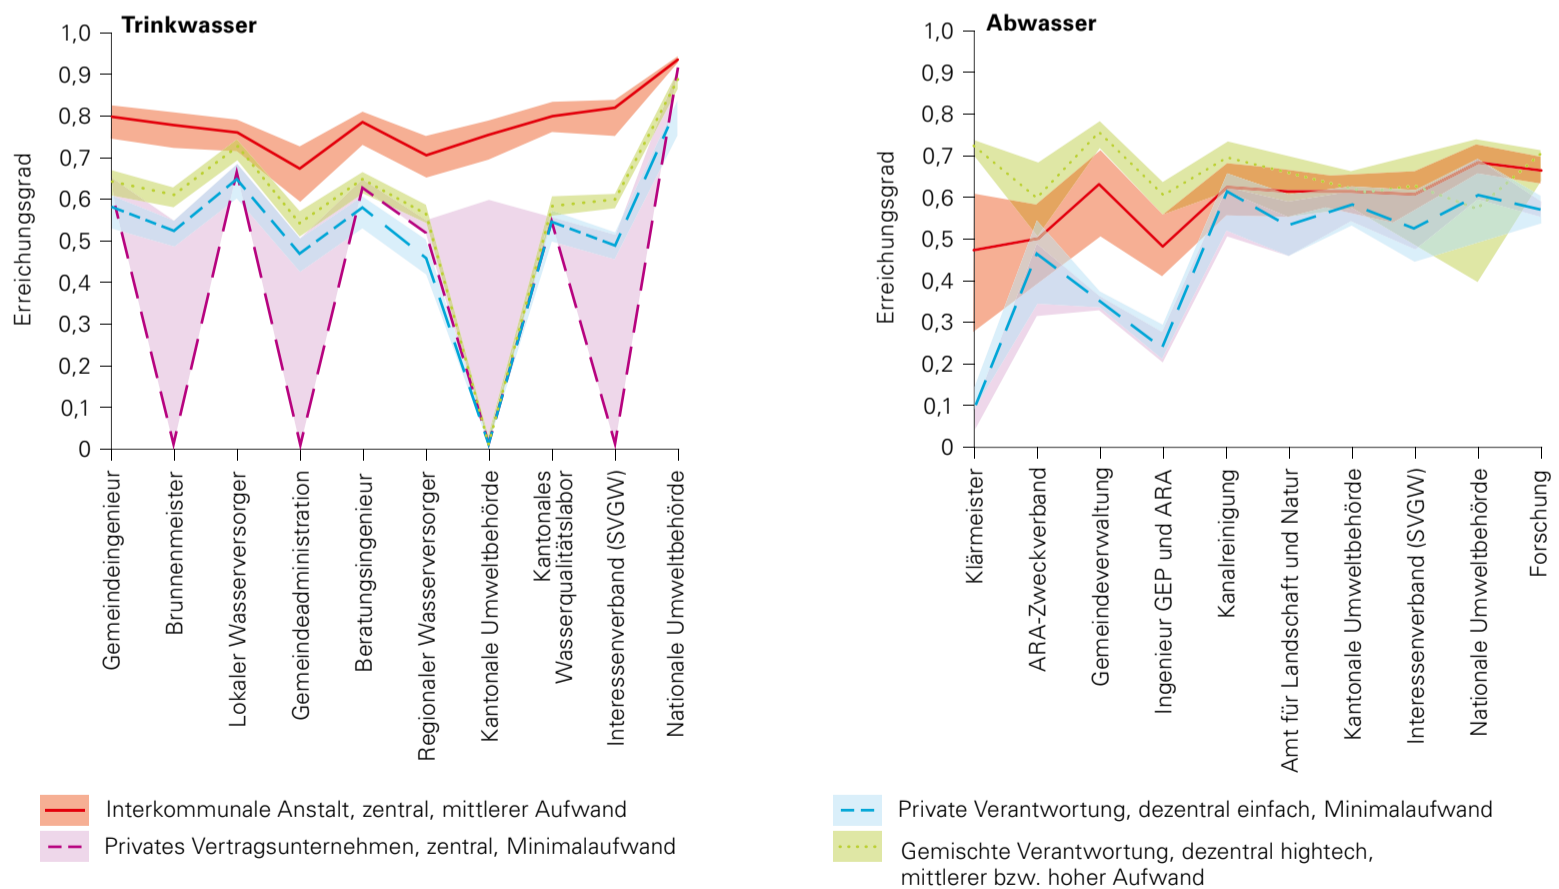 Trinkwasser
Erreichungsgrad
1,0
0,9
0,8
0,7
0,6
0,5
0,4
0,3
0,2
0,1
0
Gemeindeingenieur
Brunnenmeister
Lokaler Wasserversorger
Gemeindeadministration
Beratungsingenieur
Regionaler Wasserversorger
Kantonale Umweltbehörde
Kantonales
Wasserqualitätslabor
Interessenverband (SVGW)
Nationale Umweltbehörde
Abwasser
Erreichungsgrad
1,0
0,9
0,8
0,7
0,6
0,5
0,4
0,3
0,2
0,1
0
Klärmeister
ARA-Zweckverband
Gemeindeverwaltung
Ingenieur GEP und ARA
Kanalreinigung
Amt für Landschaft und Natur
Kantonale Umweltbehörde
Interessenverband (SVGW)
Nationale Umweltbehörde
Forschung
Interkommunale Anstalt, zentral, mittlerer Aufwand
Privates Vertragsunternehmen, zentral, Minimalaufwand
Private Verantwortung, dezentral einfach, Minimalaufwand
Gemischte Verantwortung, dezentral hightech,
mittlerer bzw. hoher Aufwand